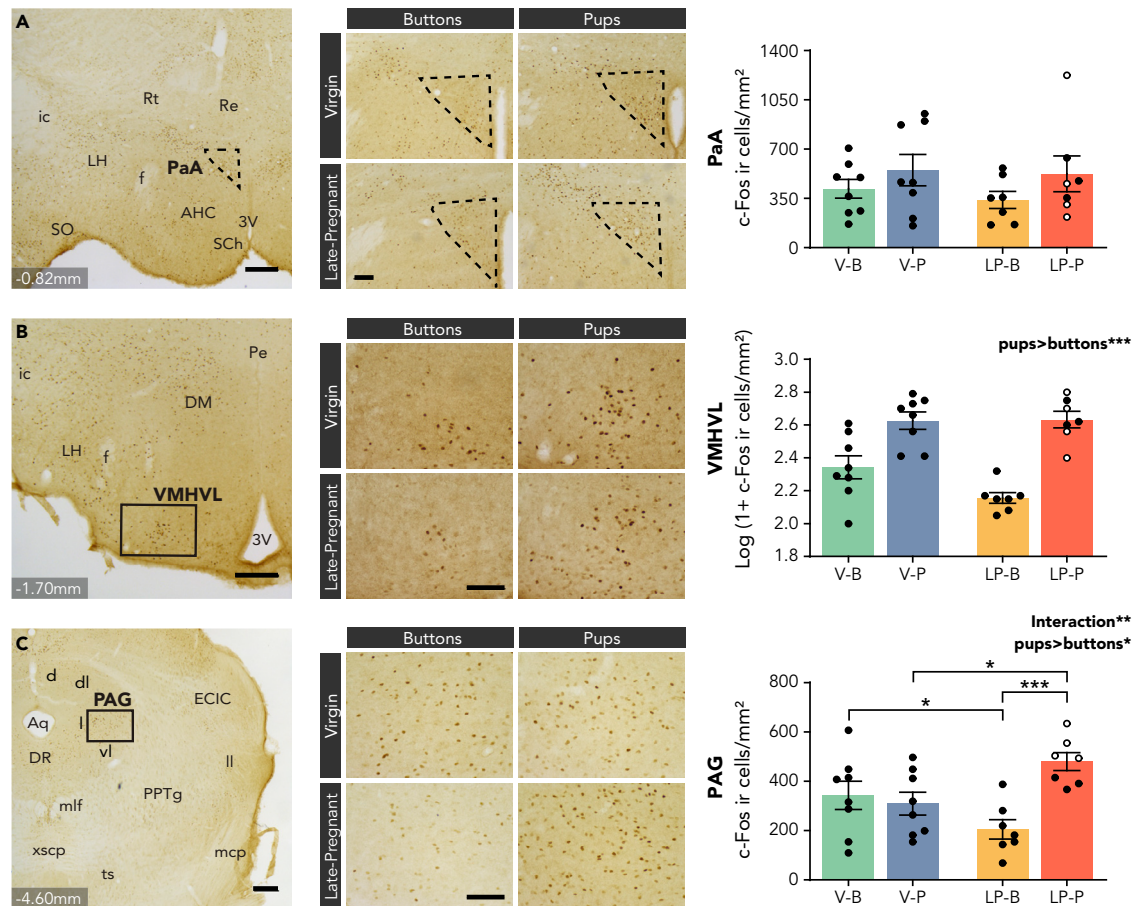 A
Rt
Re
ic
LH
f
PaA
AHC
3V
SO
SCh
-0.82mm
Buttons
Pups
Virgin
Late-Pregnant
PaA
c-Fos ir cells/mm²
1400
1050
700
350
0
V-B
V-P
LP-B
LP-P
B
Pe
ic
DM
LH
f
VMHVL
3V
-1.70mm
Buttons
Pups
Virgin
Late-Pregnant
pups>buttons***
VMHVL
Log (1+ c-Fos ir cells/mm²)
3.0
2.8
2.6
2.4
2.2
2.0
1.8
V-B
V-P
LP-B
LP-P
C
d
dl
PAG
ECIC
Aq
l
vl
DR
ll
mlf
PPTg
xscp
mcp
ts
-4.60mm
Buttons
Pups
Virgin
Late-Pregnant
Interaction**
pups>buttons*
*
***
*
PAG
c-Fos ir cells/mm²
800
600
400
200
0
V-B
V-P
LP-B
LP-P